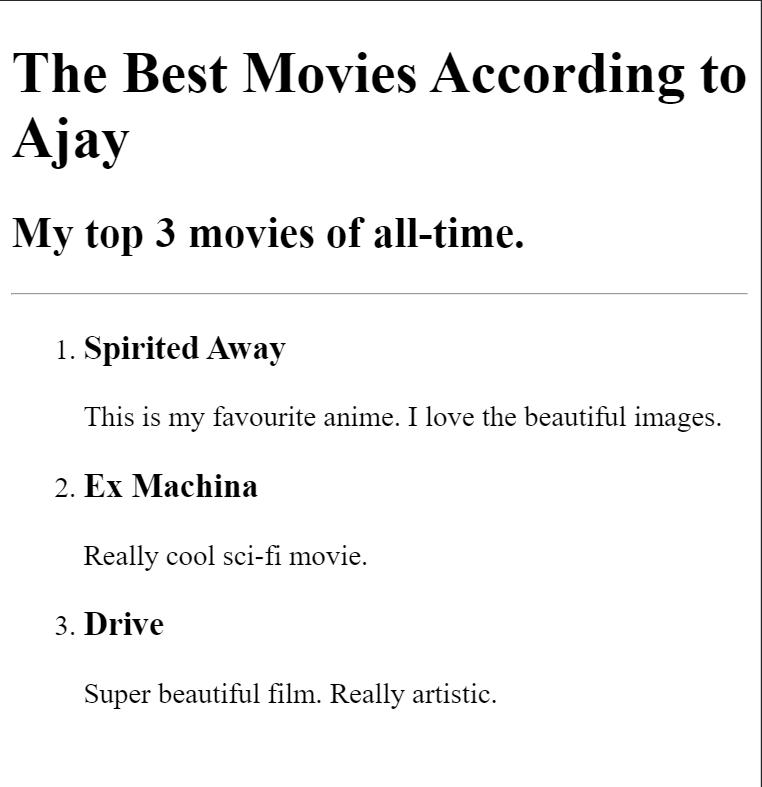 The Best Movies According to
Ajay
My top 3 movies of all-time.
1. Spirited Away
This is my favourite anime. I love the beautiful images.
2. Ex Machina
Really cool sci-fi movie.
3. Drive
Super beautiful film. Really artistic.